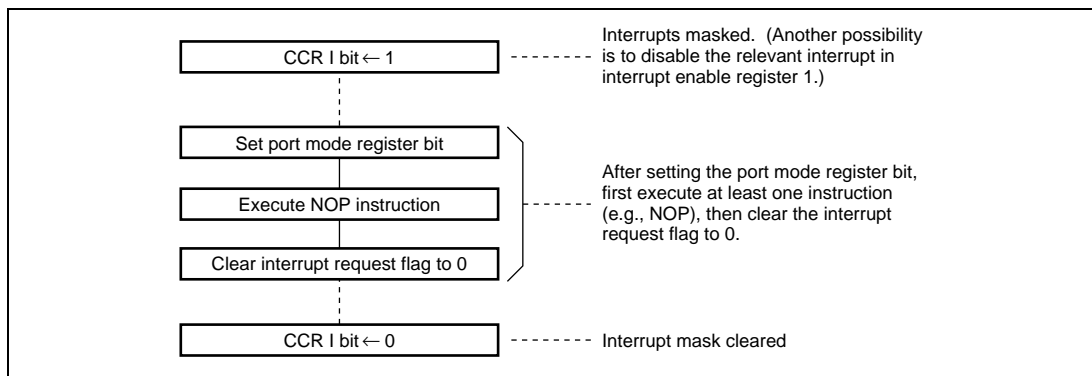 CCR I bit ← 1
Interrupts masked. (Another possibility
is to disable the relevant interrupt in
interrupt enable register 1.)
Set port mode register bit
Execute NOP instruction
Clear interrupt request flag to 0
After setting the port mode register bit,
first execute at least one instruction
(e.g., NOP), then clear the interrupt
request flag to 0.
CCR I bit ← 0
Interrupt mask cleared